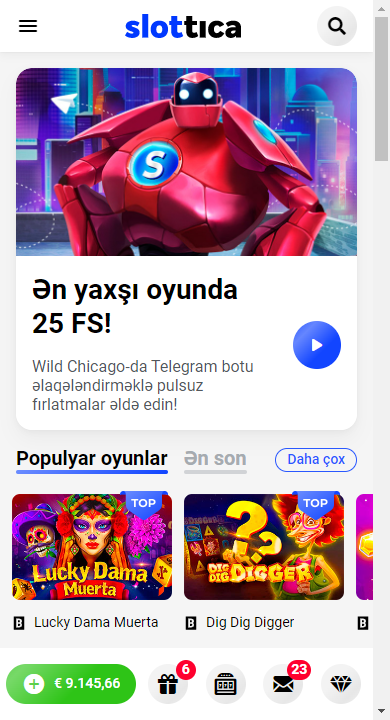 slottica
S
Ən yaxşı oyunda
25 FS!
Wild Chicago-da Telegram botu
əlaqələndirməklə pulsuz
fırlatmalar əldə edin!
Populyar oyunlar
Ən son
Daha çox
TOP
TOP
Lucky Dama
Muerta
DIG
DIG DIGGER
Lucky Dama Muerta
Dig Dig Digger
€ 9.145,66
6
23